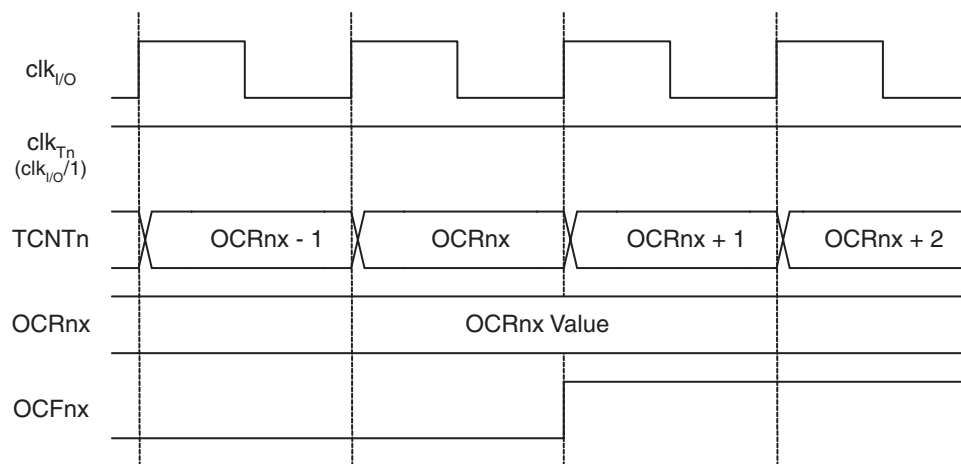 clkI/O
clkTn
(clkI/O/1)
TCNTn OCRnx - 1 OCRnx OCRnx + 1 OCRnx + 2
OCRnx OCRnx Value
OCFnx